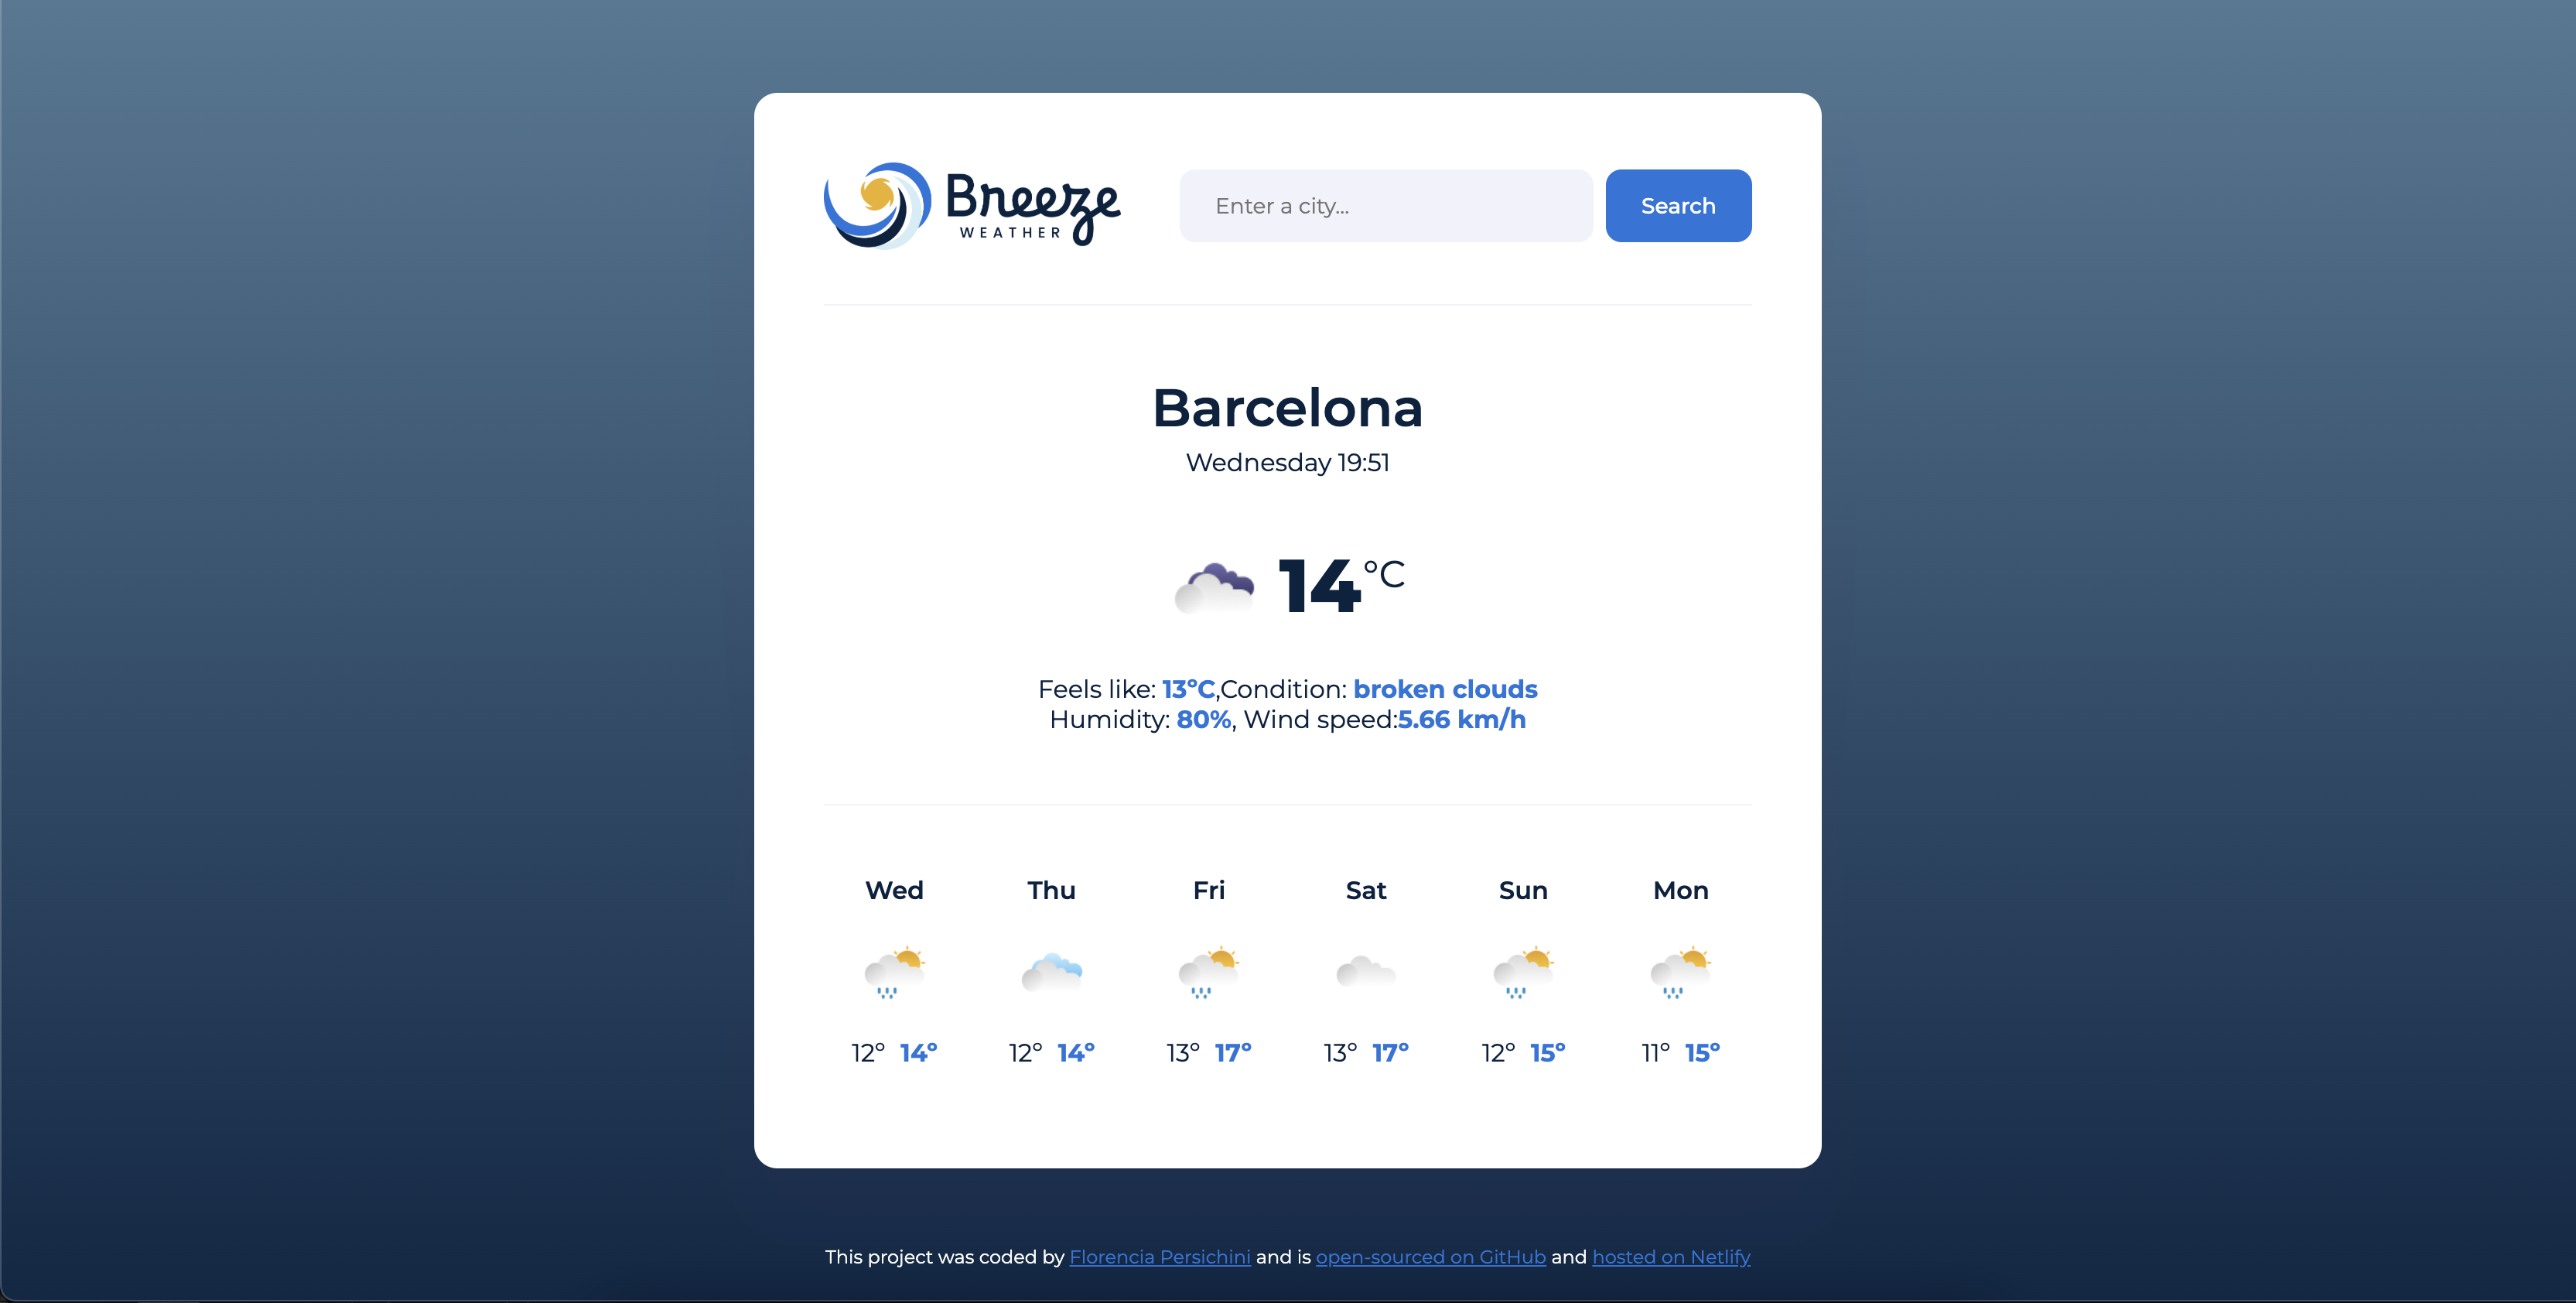 Breeze
WEATHER
Enter a city...
Search
Barcelona
Wednesday 19:51
14°C
Feels like: 13°C,Condition: broken clouds
Humidity: 80%, Wind speed:5.66 km/h
Wed Thu Fri Sat Sun Mon
12° 14° 12° 14° 13° 17° 13° 17° 12° 15° 11° 15°
This project was coded by Florencia Persichini and is open-sourced on GitHub and hosted on Netlify